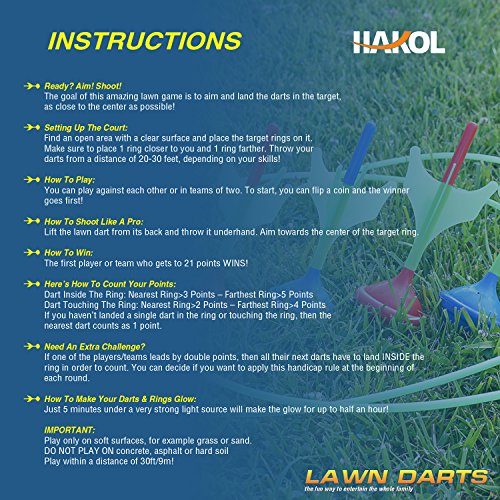 INSTRUCTIONS
HAKOL
Ready? Aim! Shoot!
The goal of this amazing lawn game is to aim and land the darts in the target,
as close to the center as possible!
Setting Up The Court:
Find an open area with a clear surface and place the target rings on it.
Make sure to place 1 ring closer to you and 1 ring farther. Throw your
darts from a distance of 20-30 feet, depending on your skills!
How To Play:
You can play against each other or in teams of two. To start, you can flip a coin and the winner
goes first!
How To Shoot Like A Pro:
Lift the lawn dart from its back and throw it underhand. Aim towards the center of the target ring.
How To Win:
The first player or team who gets to 21 points WINS!
Here's How To Count Your Points:
Dart Inside The Ring: Nearest Ring>3 Points – Farthest Ring>5 Points
Dart Touching The Ring: Nearest Ring>2 Points – Farthest Ring>4 Points
If you haven't landed a single dart in the ring or touching the ring, then the
nearest dart counts as 1 point.
Need An Extra Challenge?
If one of the players/teams leads by double points, then all their next darts have to land INSIDE the
ring in order to count. You can decide if you want to apply this handicap rule at the beginning of
each round.
How To Make Your Darts & Rings Glow:
Just 5 minutes under a very strong light source will make the glow for up to half an hour!
IMPORTANT:
Play only on soft surfaces, for example grass or sand.
DO NOT PLAY ON concrete, asphalt or hard soil
Play within a distance of 30ft/9m!
LAWN DARTS
the fun way to entertain the whole family